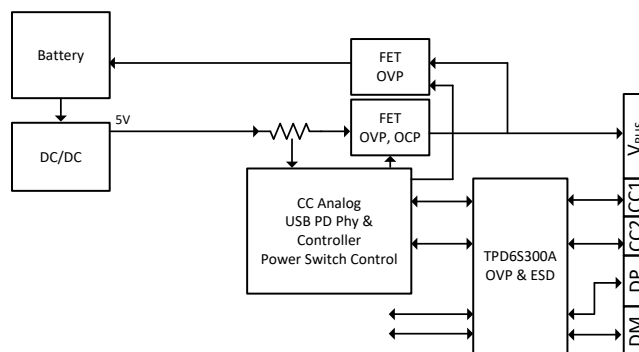 Battery
DC/DC
5V
FET
OVP
FET
OVP, OCP
CC Analog
USB PD Phy &
Controller
Power Switch Control
TPD6S300A
OVP & ESD
VBUS
CC1
CC2
DP
DM